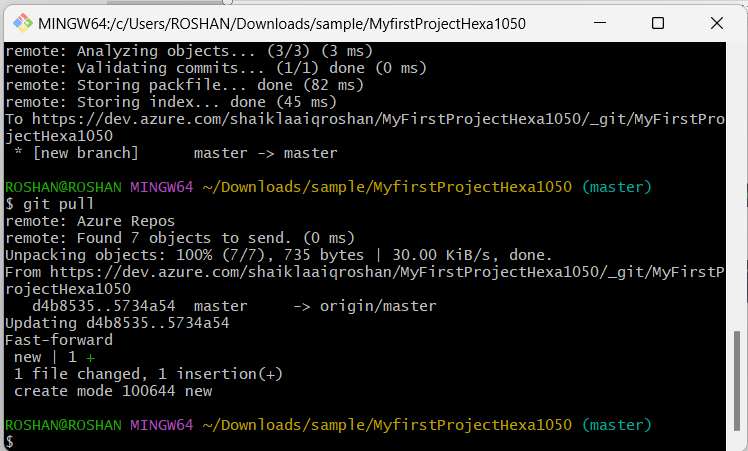 MINGW64:/c/Users/ROSHAN/Downloads/sample/MyfirstProjectHexa1050
remote: Analyzing objects... (3/3) (3 ms)
remote: Validating commits... (1/1) done (0 ms)
remote: Storing packfile... done (82 ms)
remote: Storing index... done (45 ms)
To https://dev.azure.com/shaiklaaiqroshan/MyFirstProjectHexa1050/_git/MyFirstPro
jectHexa1050
 * [new branch]      master -> master
ROSHAN@ROSHAN MINGW64 ~/Downloads/sample/MyfirstProjectHexa1050 (master)
$ git pull
remote: Azure Repos
remote: Found 7 objects to send. (0 ms)
Unpacking objects: 100% (7/7), 735 bytes | 30.00 KiB/s, done.
From https://dev.azure.com/shaiklaaiqroshan/MyFirstProjectHexa1050/_git/MyFirstP
rojectHexa1050
   d4b8535..5734a54  master     -> origin/master
Updating d4b8535..5734a54
Fast-forward
 new | 1 +
 1 file changed, 1 insertion(+)
 create mode 100644 new
ROSHAN@ROSHAN MINGW64 ~/Downloads/sample/MyfirstProjectHexa1050 (master)
$